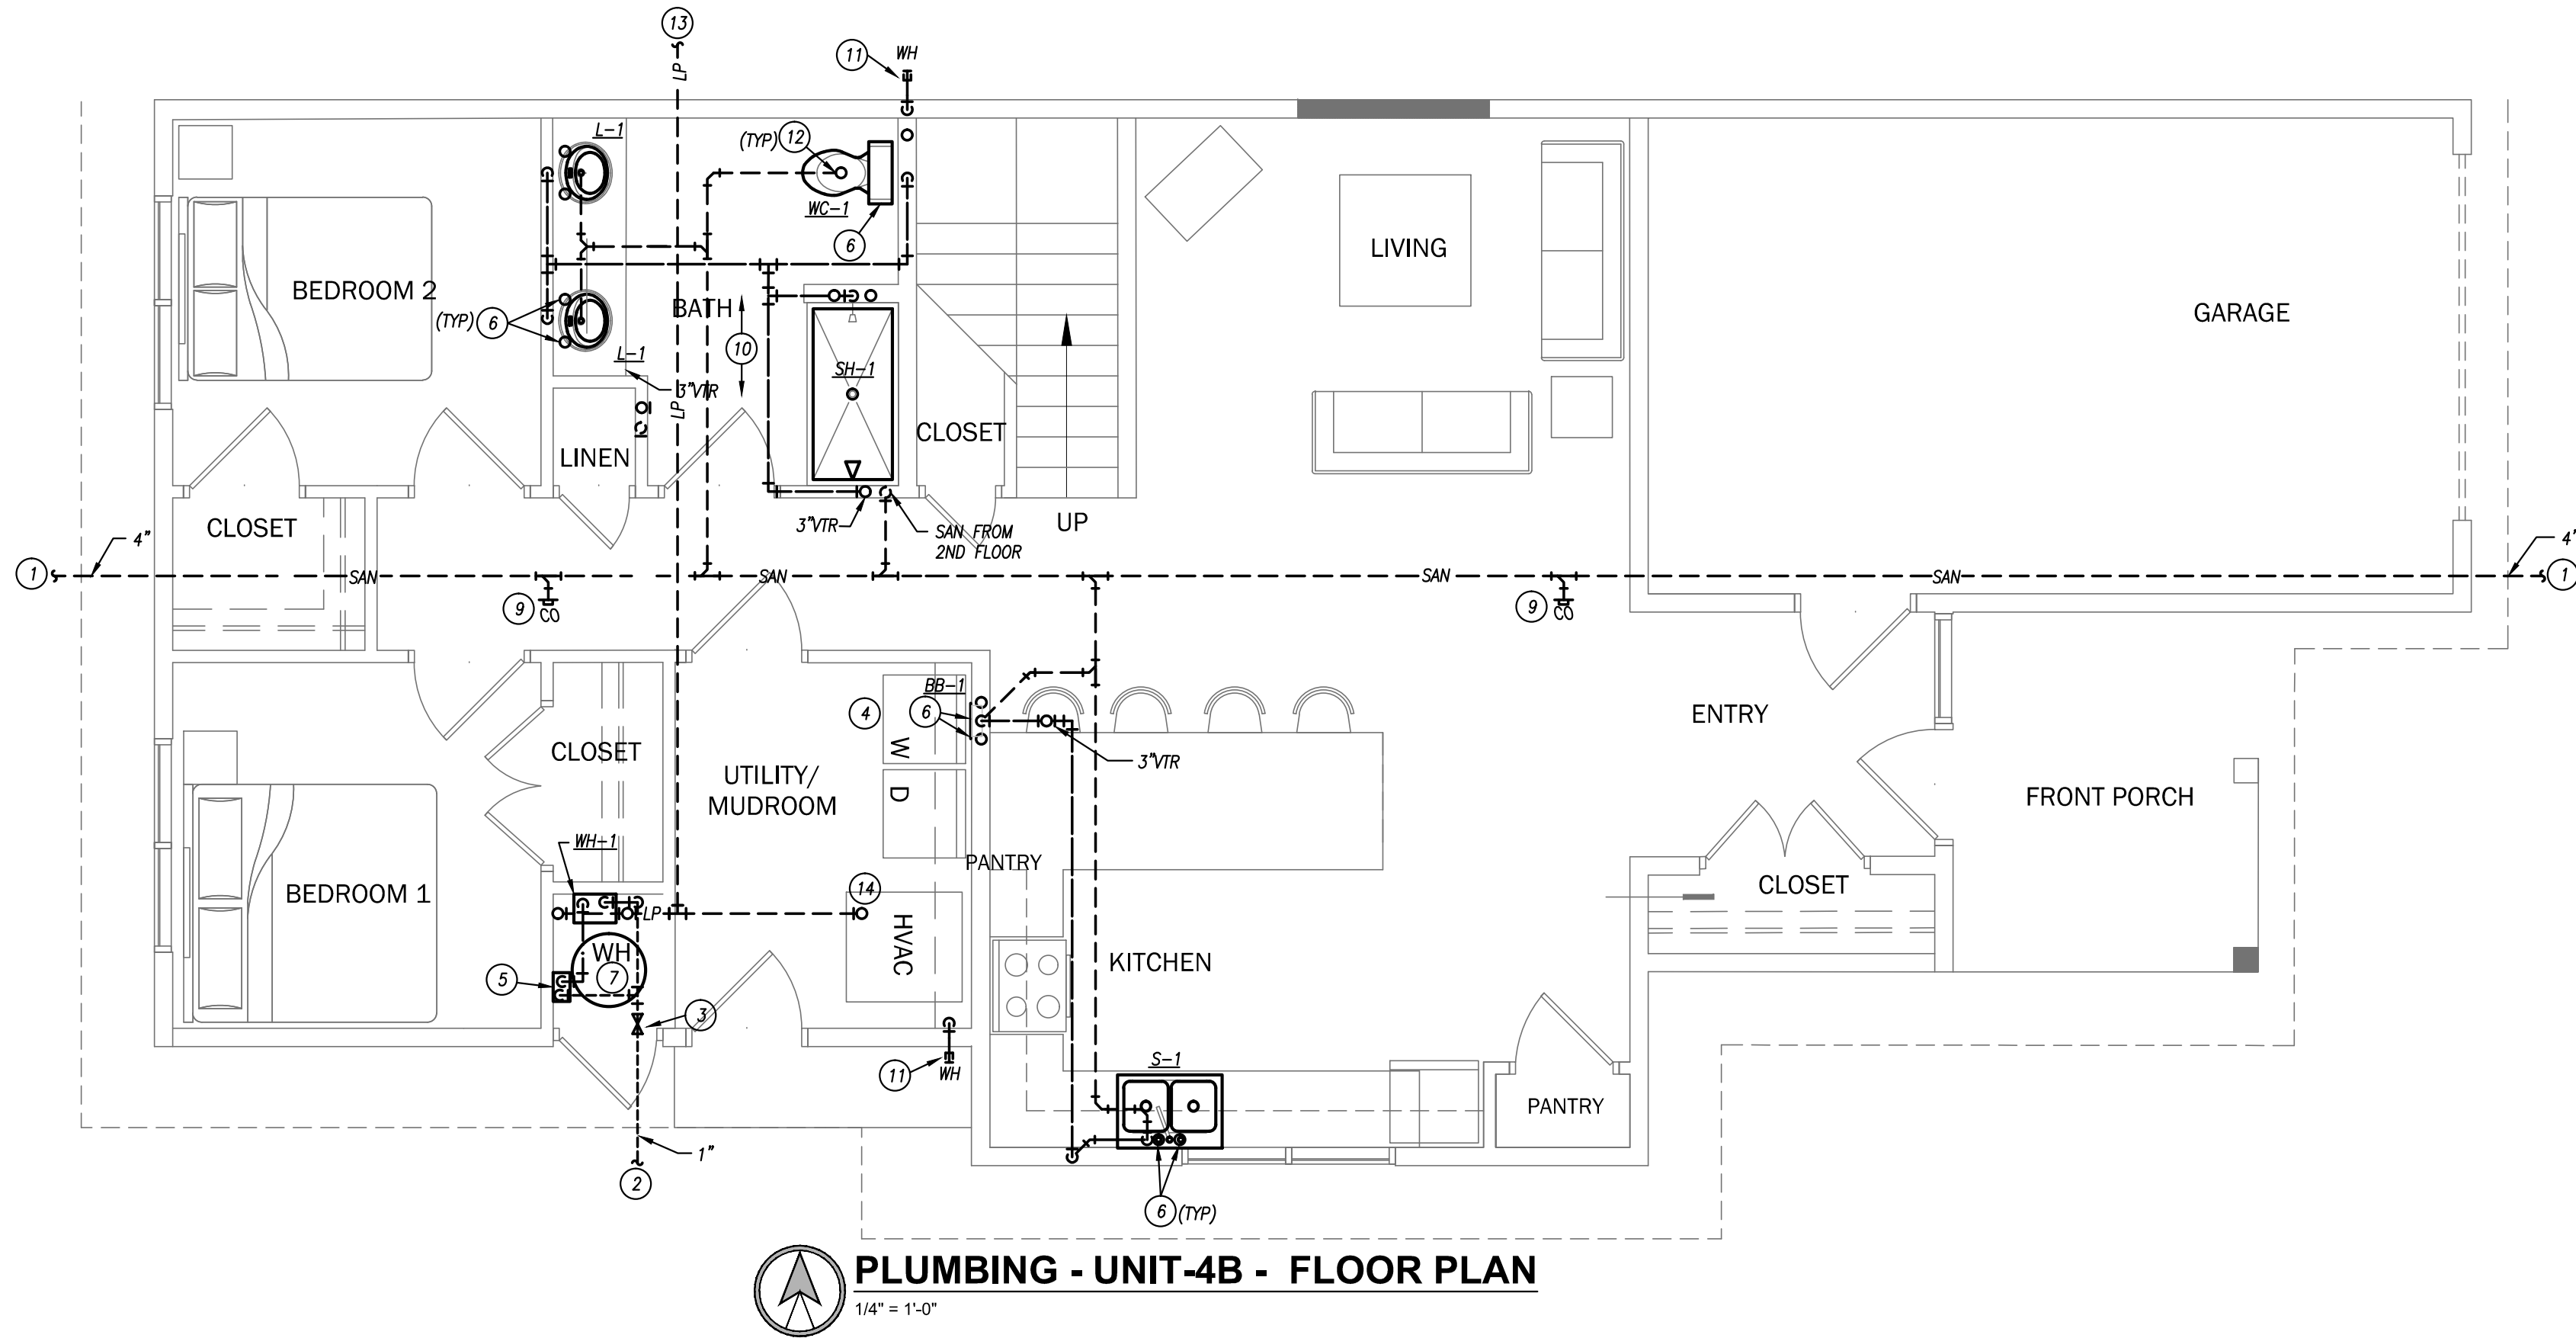 13
LP
11
WH
L-1
(TYP) 12
WC-1
6
LIVING
BEDROOM 2
GARAGE
BATH
(TYP) 6
10
L-1
3"VTR
LP
SH-1
CLOSET
LINEN
CLOSET
UP
3"VTR
SAN FROM
2ND FLOOR
4"
4"
1
SAN
SAN
SAN
SAN
1
9
CO
9
CO
BB-1
4
6
W
ENTRY
CLOSET
3"VTR
UTILITY/
MUDROOM
D
FRONT PORCH
WH-1
PANTRY
BEDROOM 1
14
CLOSET
LP
HVAC
WH
7
5
KITCHEN
3
S-1
11
WH
PANTRY
1"
2
6 (TYP)
PLUMBING - UNIT-4B - FLOOR PLAN
1/4" = 1'-0"